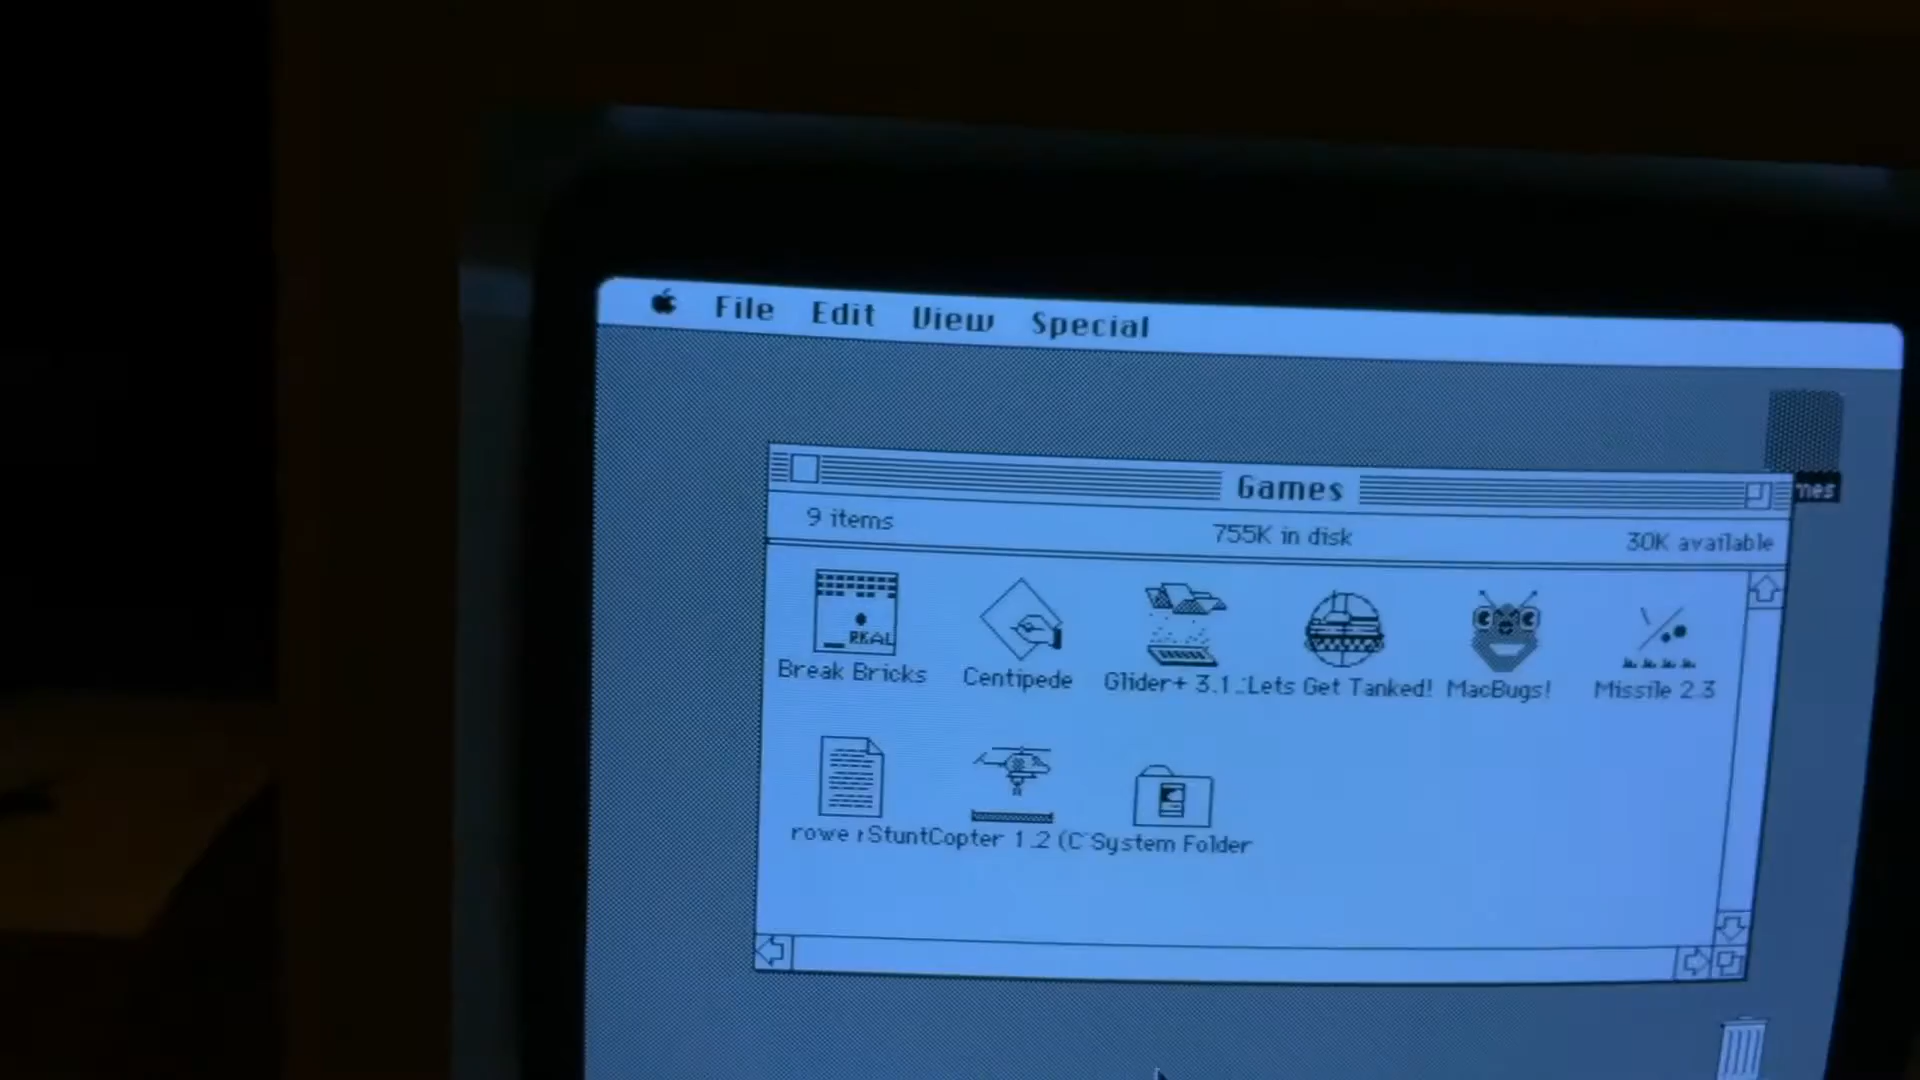 File Edit View Special
Games
9 items 755K in disk 30K available
RKAL
Break Bricks Centipede Glider+ 3.1 Lets Get Tanked! MacBugs! Missile 2.3
StuntCopter 1.2 (C System Folder